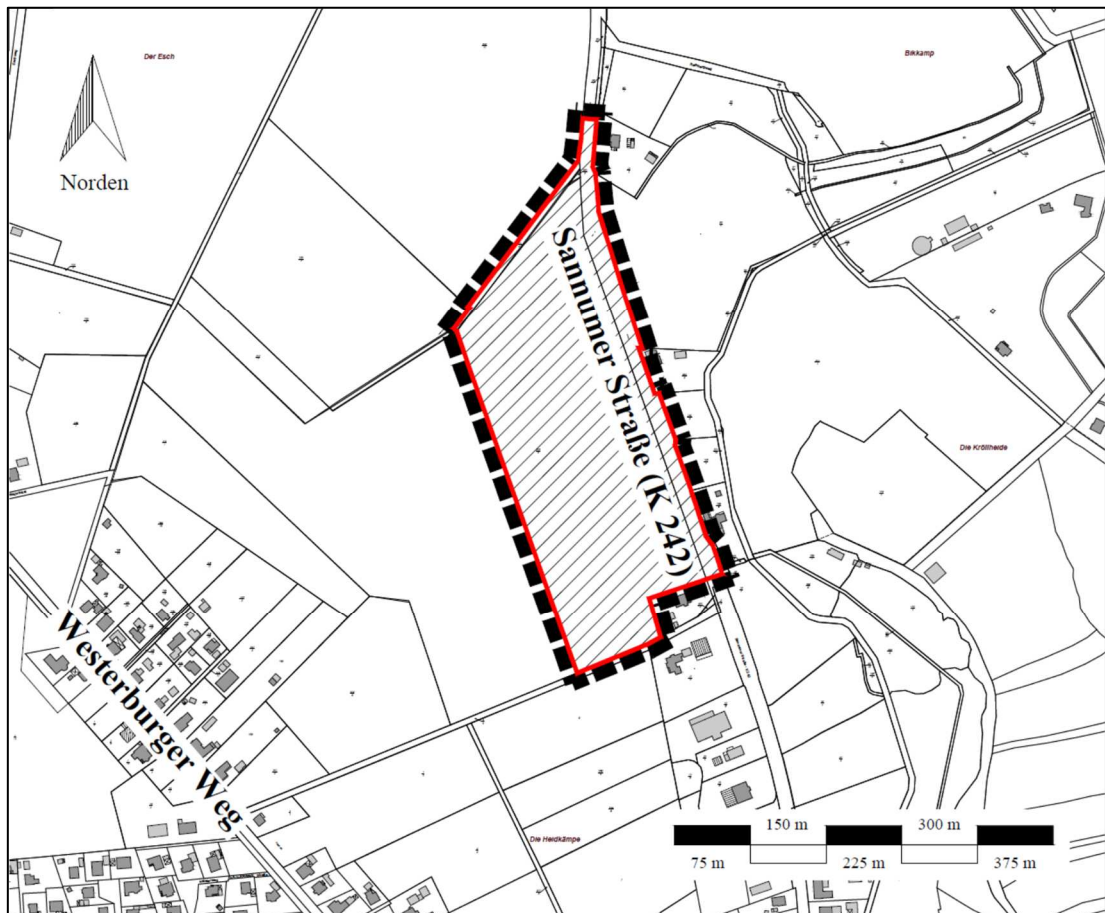 Der Esch
Bikkamp
Norden
Sannumer Straße (K 242)
Die Kröllheide
Westerburger Weg
Die Heidkämpe
150 m
300 m
75 m
225 m
375 m